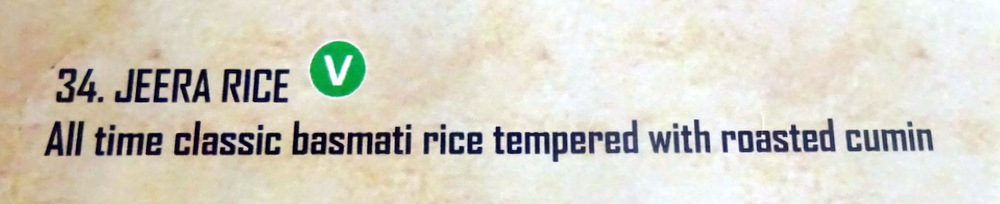 34. JEERA RICE V
All time classic basmati rice tempered with roasted cumin